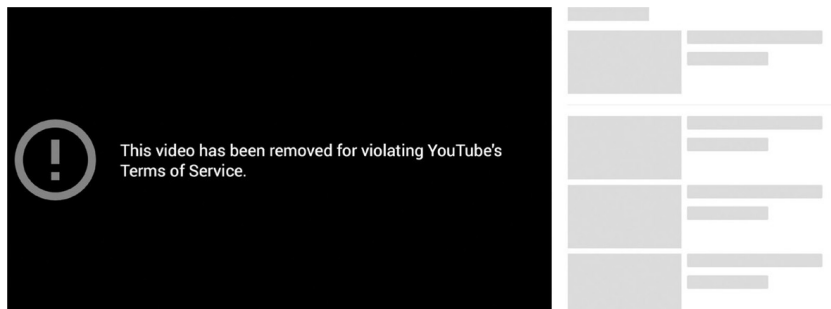 This video has been removed for violating YouTube's
Terms of Service.